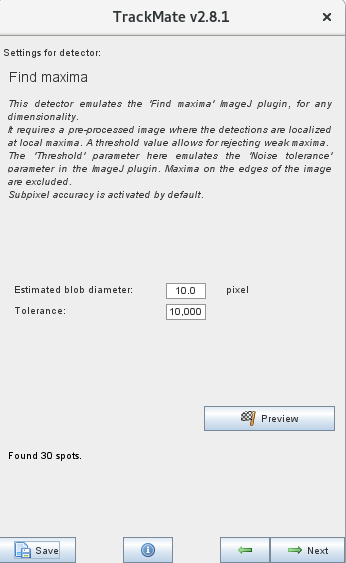 TrackMate v2.8.1 ×
Settings for detector:
Find maxima
This detector emulates the 'Find maxima' ImageJ plugin, for any
dimensionality.
It requires a pre-processed image where the detections are localized
at local maxima. A threshold value allows for rejecting weak maxima.
The 'Threshold' parameter here emulates the 'Noise tolerance'
parameter in the ImageJ plugin. Maxima on the edges of the image
are excluded.
Subpixel accuracy is activated by default.
Estimated blob diameter: 10.0 pixel
Tolerance: 10,000
Preview
Found 30 spots.
Save Next